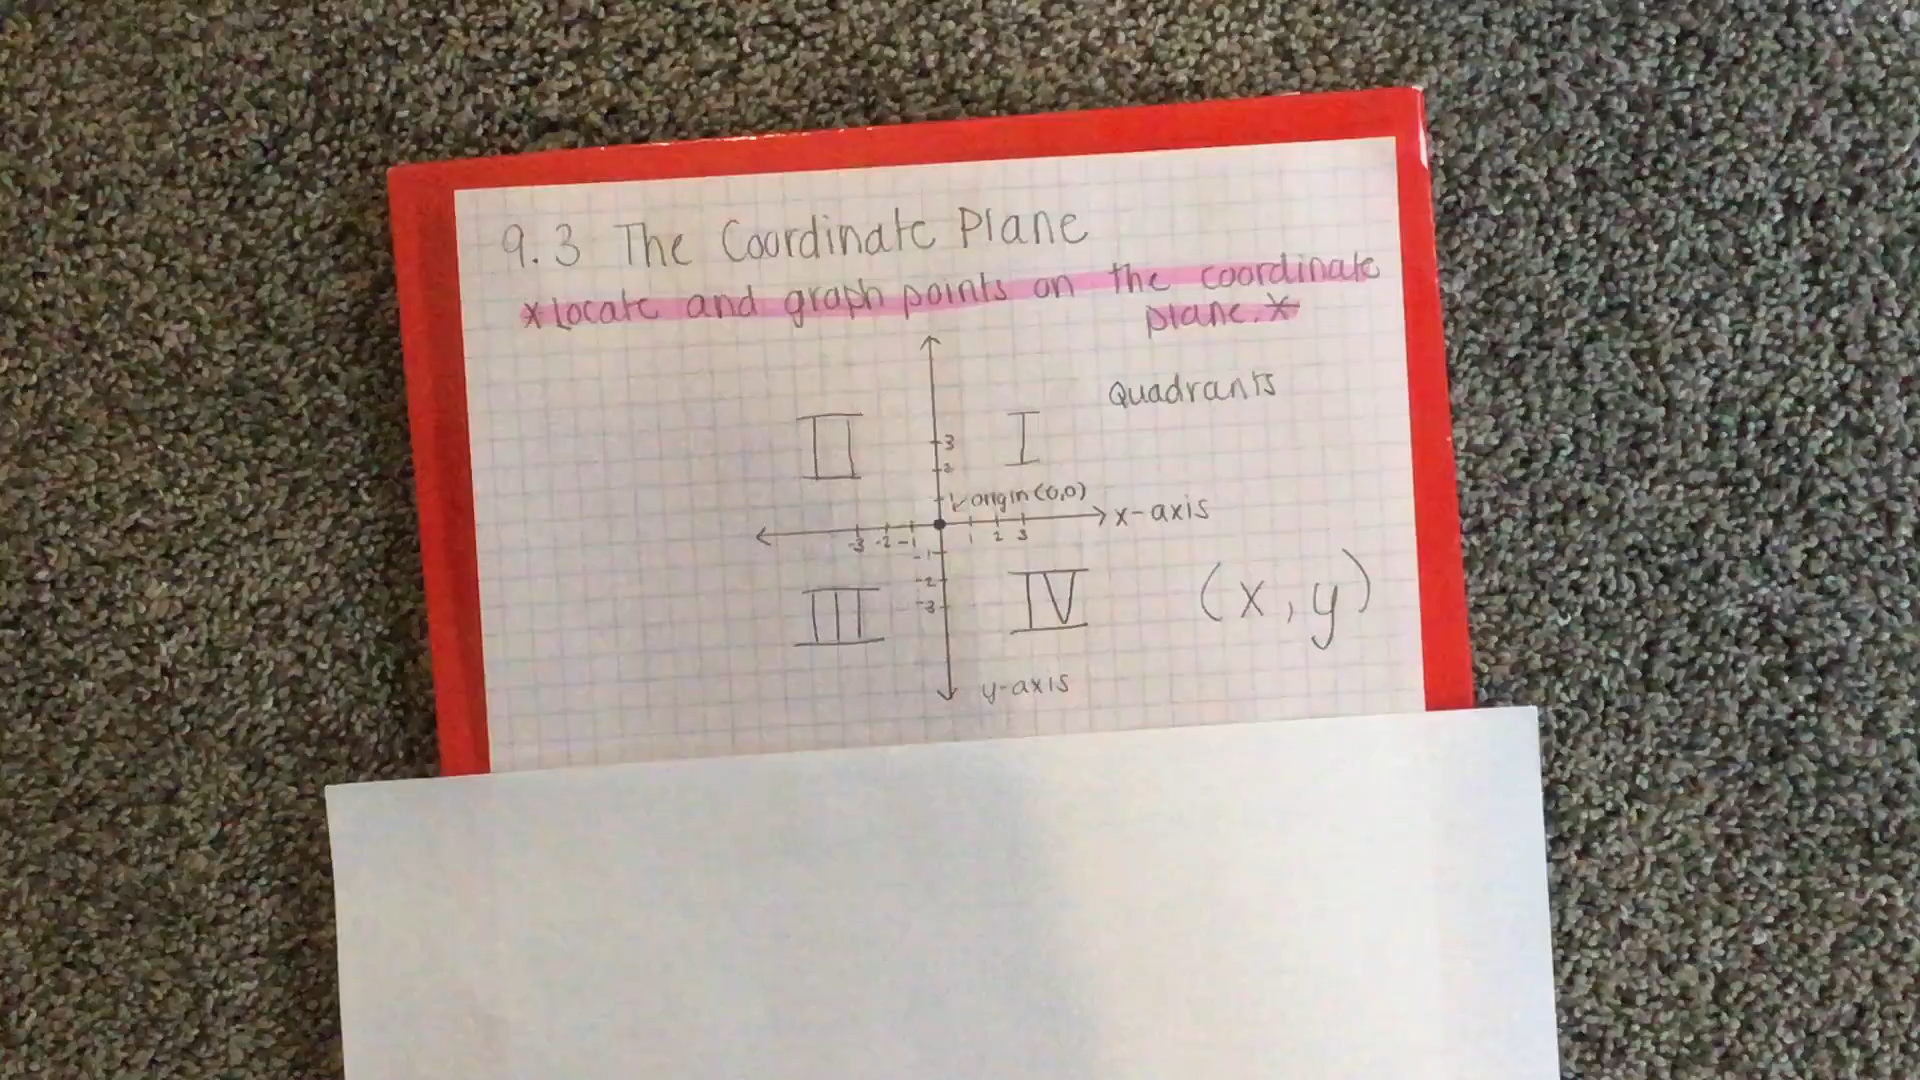 9.3 The Coordinate Plane
*Locate and graph points on the coordinate
plane.*
Quadrants
II I
3
2
origin (0,0)
x-axis
-3 -2 -1 1 2 3
-1
-2
-3
III IV (x, y)
y-axis